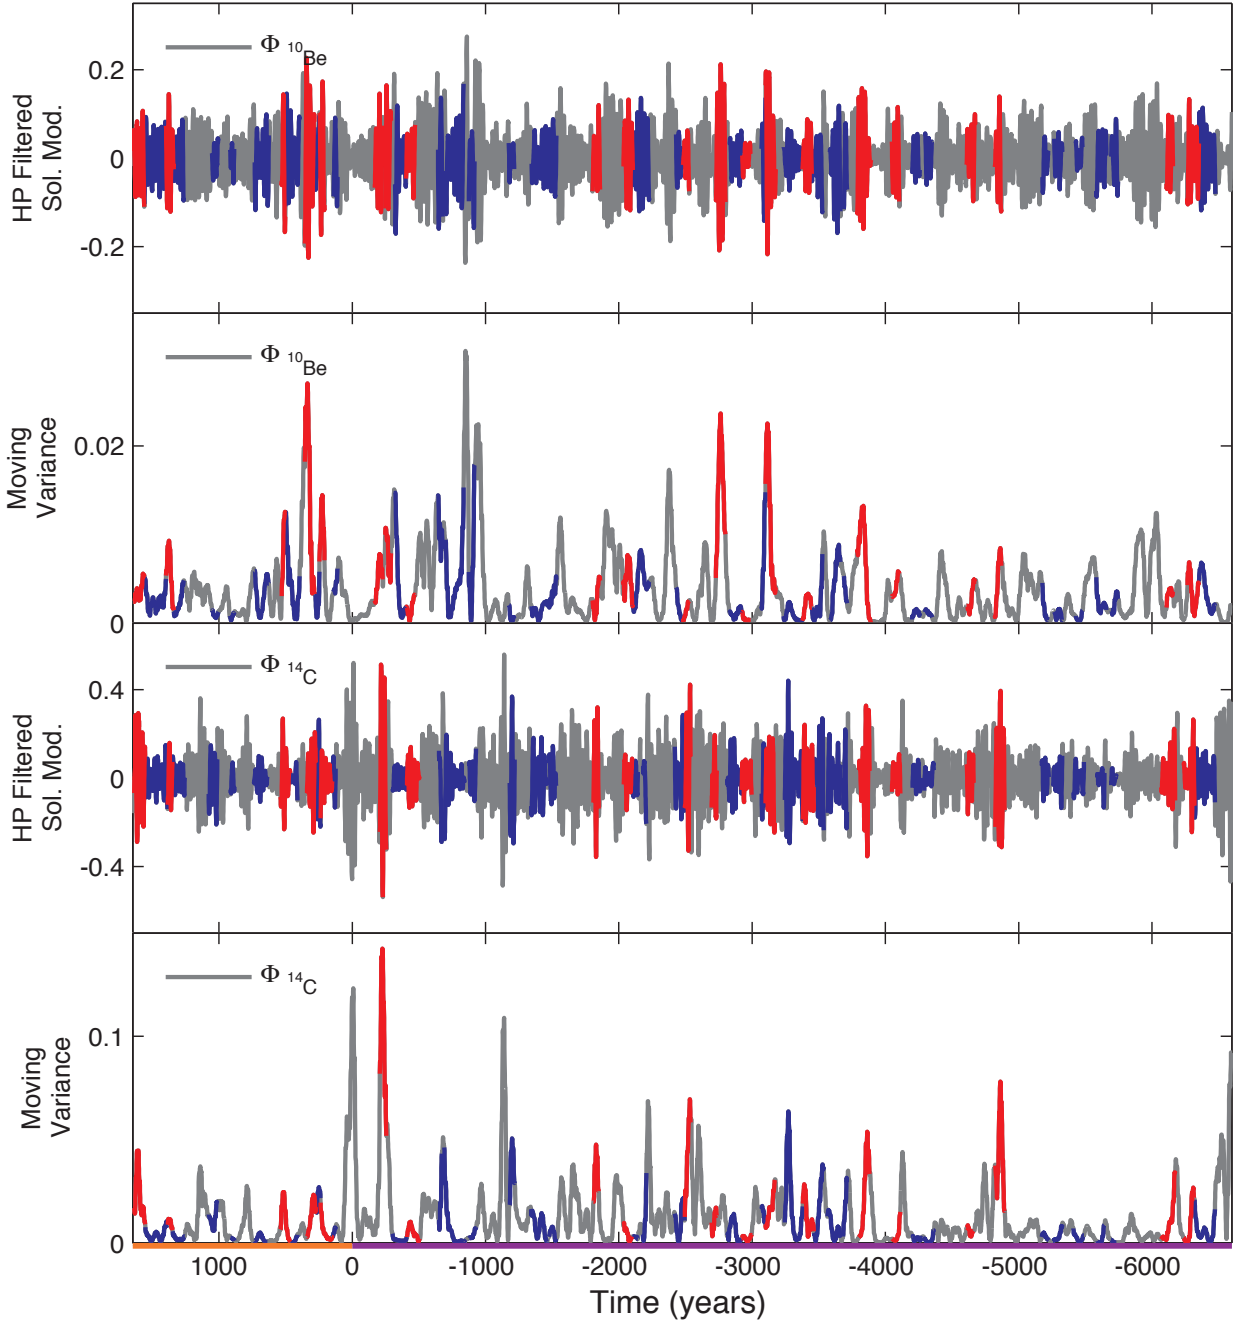 HP Filtered
Sol. Mod.
0.2
0
-0.2
Φ 10Be
Moving
Variance
0.02
0
Φ 10Be
HP Filtered
Sol. Mod.
0.4
0
-0.4
Φ 14C
Moving
Variance
0.1
0
Φ 14C
1000 0 -1000 -2000 -3000 -4000 -5000 -6000
Time (years)